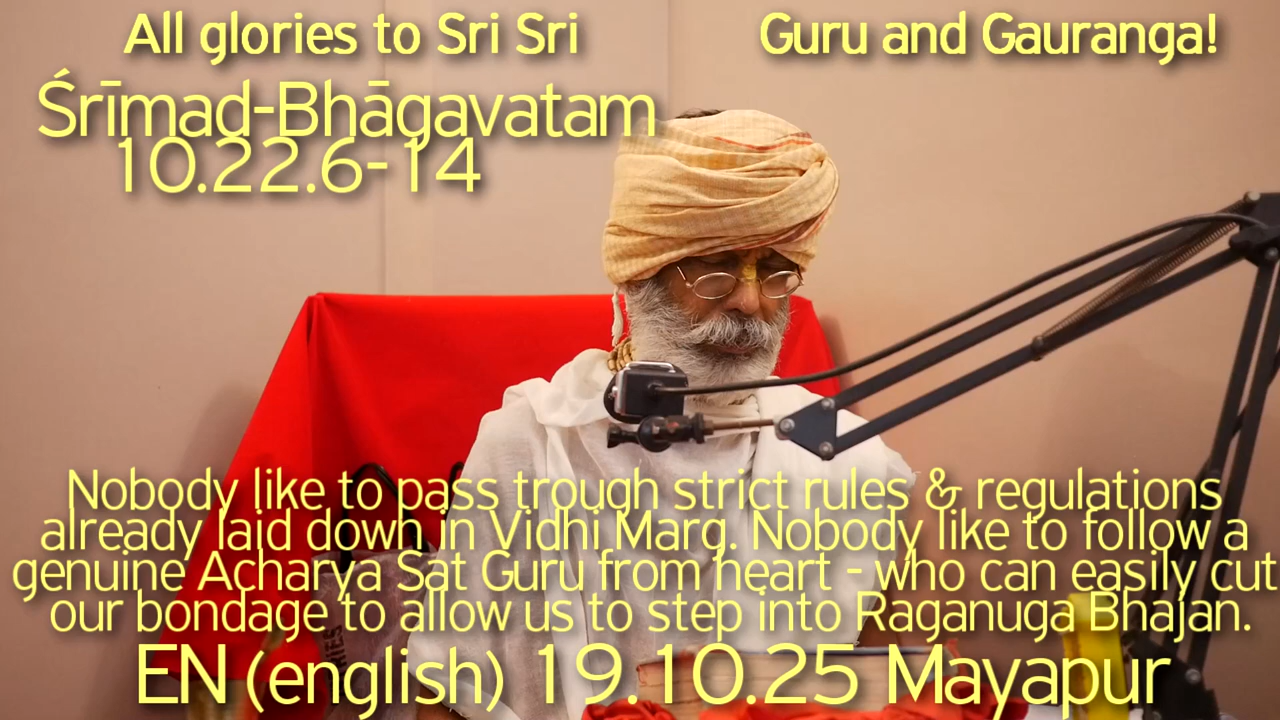 All glories to Sri Sri Guru and Gauranga!
Śrīmad-Bhāgavatam
10.22.6-14
Nobody like to pass trough strict rules & regulations
already laid down in Vidhi Marg. Nobody like to follow a
genuine Acharya Sat Guru from heart - who can easily cut
our bondage to allow us to step into Raganuga Bhajan.
EN (english) 19.10.25 Mayapur